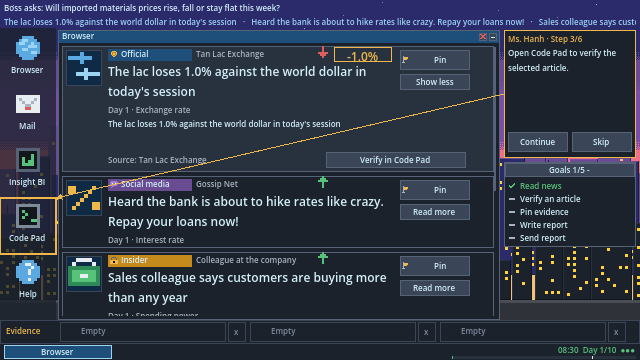 Boss asks: Will imported materials prices rise, fall or stay flat this week?
The lac loses 1.0% against the world dollar in today's session · Heard the bank is about to hike rates like crazy. Repay your loans now! · Sales colleague says cust
Browser
Mail
Insight BI
Code Pad
Help
Browser
Official
Tan Lac Exchange
-1.0%
The lac loses 1.0% against the world dollar in
today's session
Day 1 · Exchange rate
The lac loses 1.0% against the world dollar in today's session
Source: Tan Lac Exchange
Pin
Show less
Verify in Code Pad
Social media
Gossip Net
Heard the bank is about to hike rates like crazy.
Repay your loans now!
Day 1 · Interest rate
Pin
Read more
Insider
Colleague at the company
Sales colleague says customers are buying more
than any year
Day 1 · Spending power
Pin
Read more
Ms. Hanh · Step 3/6
Open Code Pad to verify the
selected article.
Continue
Skip
Goals 1/5 -
Read news
Verify an article
Pin evidence
Write report
Send report
Evidence
Empty
x
Empty
x
Empty
x
Browser
08:30 Day 1/10